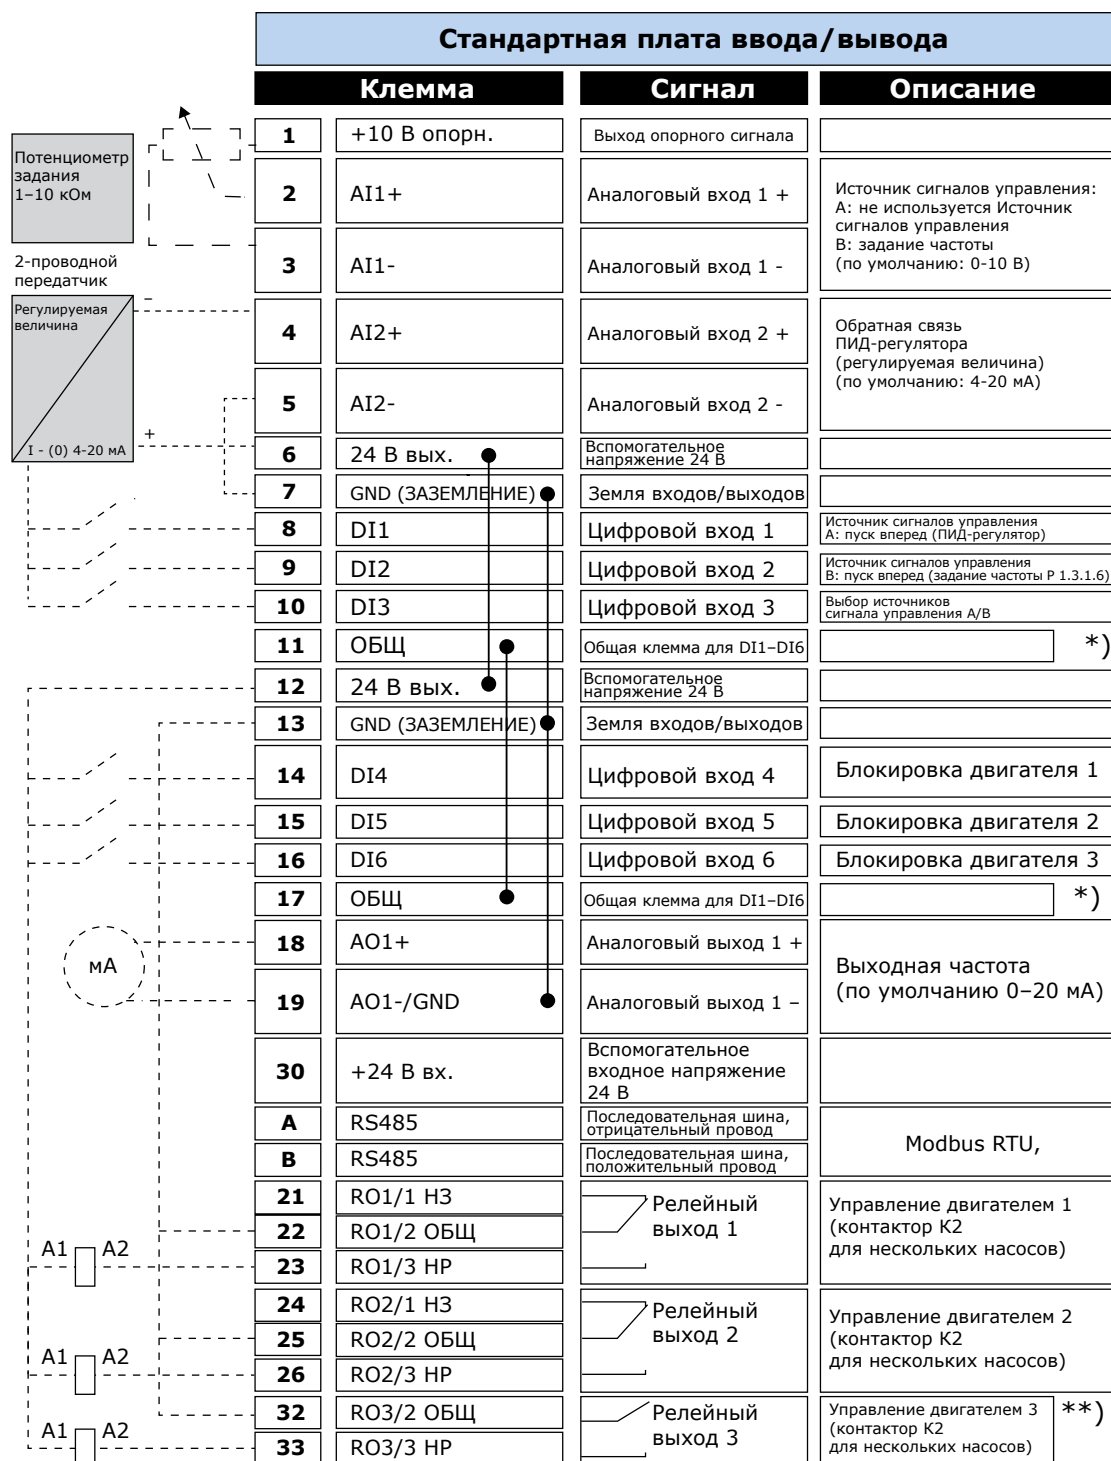 Стандартная плата ввода/вывода
Клемма Сигнал Описание
Потенциометр
задания
1–10 кОм
2-проводной
передатчик
Регулируемая
величина
–
+
I - (0) 4-20 мА
1 +10 В опорн. Выход опорного сигнала
2 AI1+ Аналоговый вход 1 +
3 AI1- Аналоговый вход 1 -
Источник сигналов управления:
A: не используется Источник
сигналов управления
B: задание частоты
(по умолчанию: 0-10 В)
4 AI2+ Аналоговый вход 2 +
5 AI2- Аналоговый вход 2 -
Обратная связь
ПИД-регулятора
(регулируемая величина)
(по умолчанию: 4-20 мА)
6 24 В вых. Вспомогательное
напряжение 24 В
7 GND (ЗАЗЕМЛЕНИЕ) Земля входов/выходов
8 DI1 Цифровой вход 1 Источник сигналов управления
A: пуск вперед (ПИД-регулятор)
9 DI2 Цифровой вход 2 Источник сигналов управления
B: пуск вперед (задание частоты P 1.3.1.6)
10 DI3 Цифровой вход 3 Выбор источников
сигнала управления A/B
11 ОБЩ Общая клемма для DI1–DI6 *)
12 24 В вых. Вспомогательное
напряжение 24 В
13 GND (ЗАЗЕМЛЕНИЕ) Земля входов/выходов
14 DI4 Цифровой вход 4 Блокировка двигателя 1
15 DI5 Цифровой вход 5 Блокировка двигателя 2
16 DI6 Цифровой вход 6 Блокировка двигателя 3
17 ОБЩ Общая клемма для DI1–DI6 *)
мА
18 AO1+ Аналоговый выход 1 +
19 AO1-/GND Аналоговый выход 1 –
Выходная частота
(по умолчанию 0–20 мА)
30 +24 В вх. Вспомогательное
входное напряжение
24 В
A RS485 Последовательная шина,
отрицательный провод
B RS485 Последовательная шина,
положительный провод
Modbus RTU,
21 RO1/1 НЗ
22 RO1/2 ОБЩ
23 RO1/3 НР
Релейный
выход 1
Управление двигателем 1
(контактор K2
для нескольких насосов)
A1 A2
24 RO2/1 НЗ
25 RO2/2 ОБЩ
26 RO2/3 НР
Релейный
выход 2
Управление двигателем 2
(контактор K2
для нескольких насосов)
A1 A2
32 RO3/2 ОБЩ
33 RO3/3 НР
Релейный
выход 3
Управление двигателем 3
(контактор K2
для нескольких насосов)
**)
A1 A2